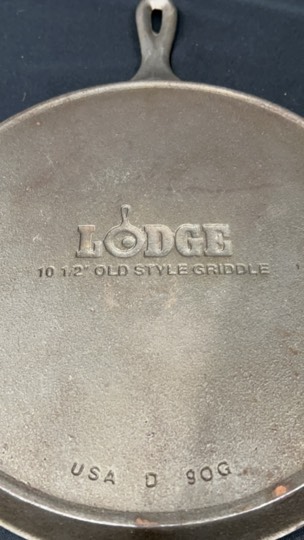 LODGE
10 1/2" OLD STYLE GRIDDLE
USA D 90G